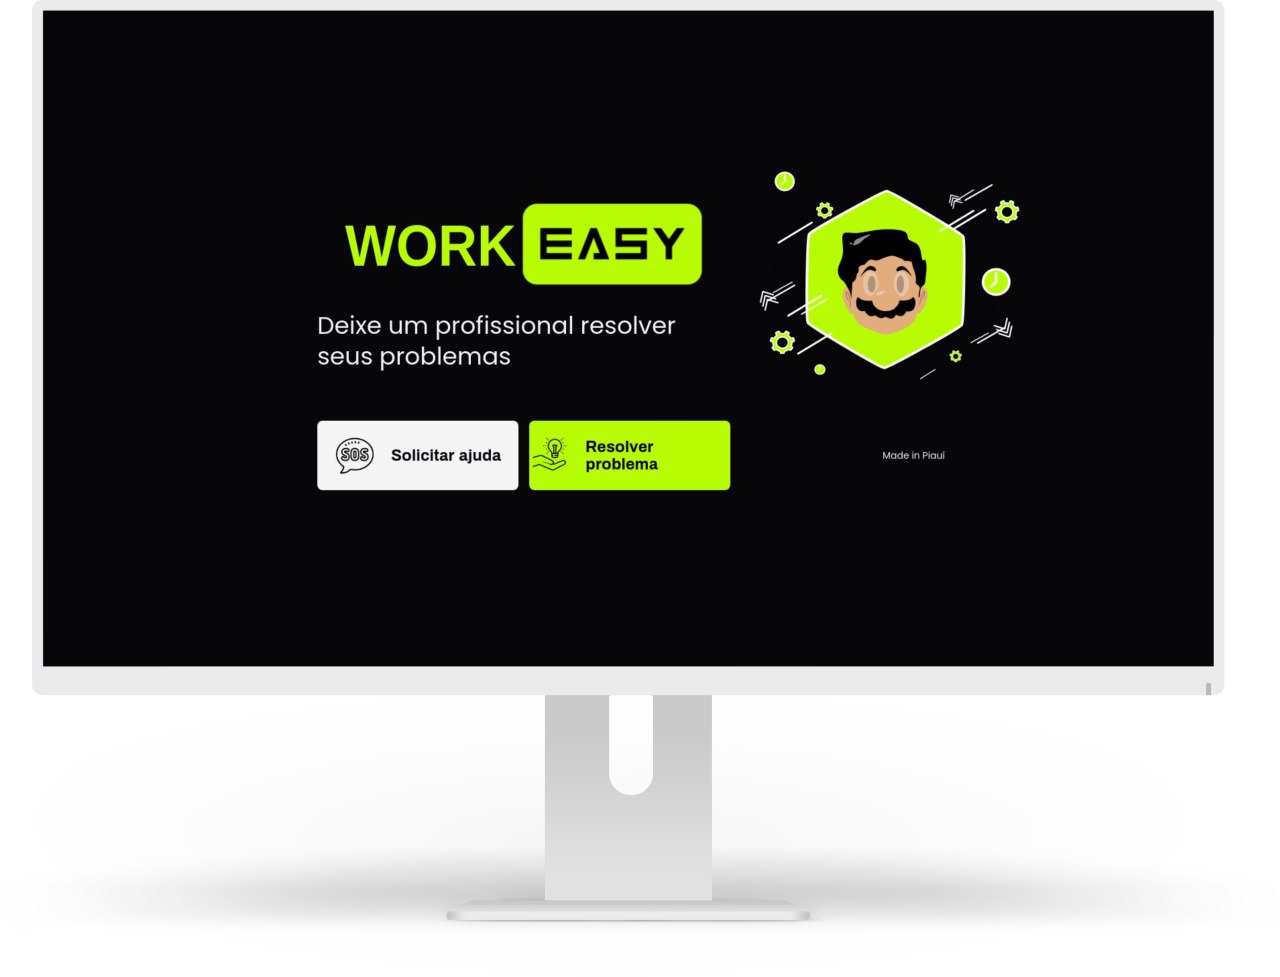 WORK EASY
Deixe um profissional resolver
seus problemas
SOS
Solicitar ajuda
Resolver
problema
Made in Piauí